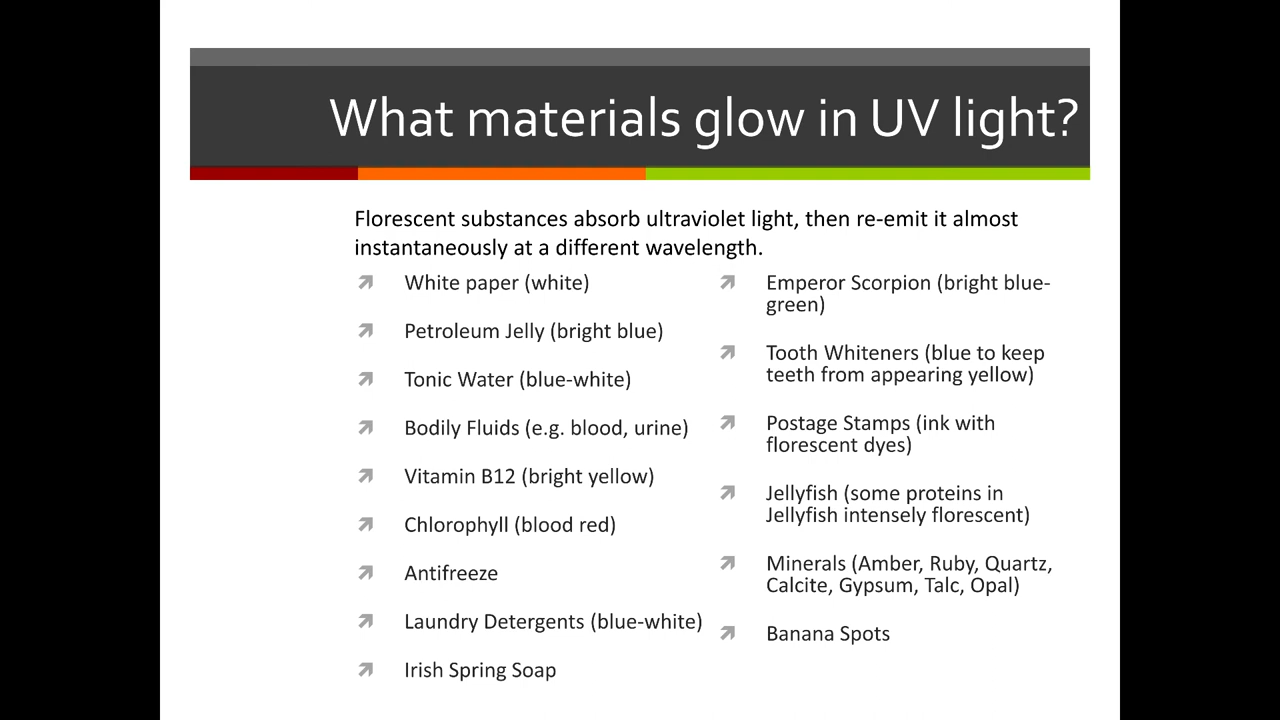 What materials glow in UV light?
Florescent substances absorb ultraviolet light, then re-emit it almost
instantaneously at a different wavelength.
White paper (white)
Petroleum Jelly (bright blue)
Tonic Water (blue-white)
Bodily Fluids (e.g. blood, urine)
Vitamin B12 (bright yellow)
Chlorophyll (blood red)
Antifreeze
Laundry Detergents (blue-white)
Irish Spring Soap
Emperor Scorpion (bright blue-
green)
Tooth Whiteners (blue to keep
teeth from appearing yellow)
Postage Stamps (ink with
florescent dyes)
Jellyfish (some proteins in
Jellyfish intensely florescent)
Minerals (Amber, Ruby, Quartz,
Calcite, Gypsum, Talc, Opal)
Banana Spots